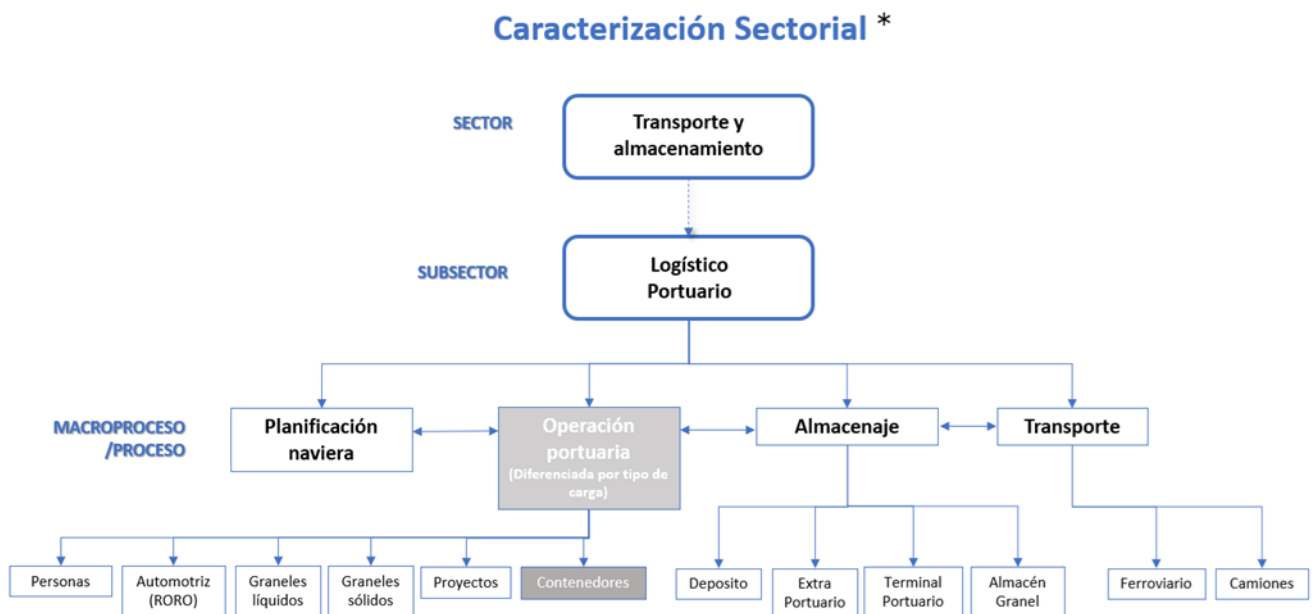 Caracterización Sectorial *
SECTOR
Transporte y
almacenamiento
SUBSECTOR
Logístico
Portuario
MACROPROCESO
/PROCESO
Planificación
naviera
Operación
portuaria
(Diferenciada por tipo de
carga)
Almacenaje
Transporte
Personas
Automotriz
(RORO)
Graneles
líquidos
Graneles
sólidos
Proyectos
Contenedores
Deposito
Extra
Portuario
Terminal
Portuario
Almacén
Granel
Ferroviario
Camiones